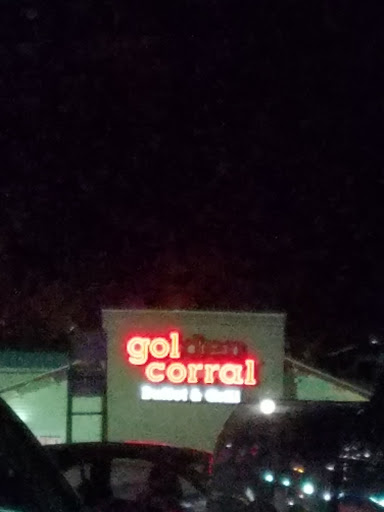 golden
corral
Buffet & Grill